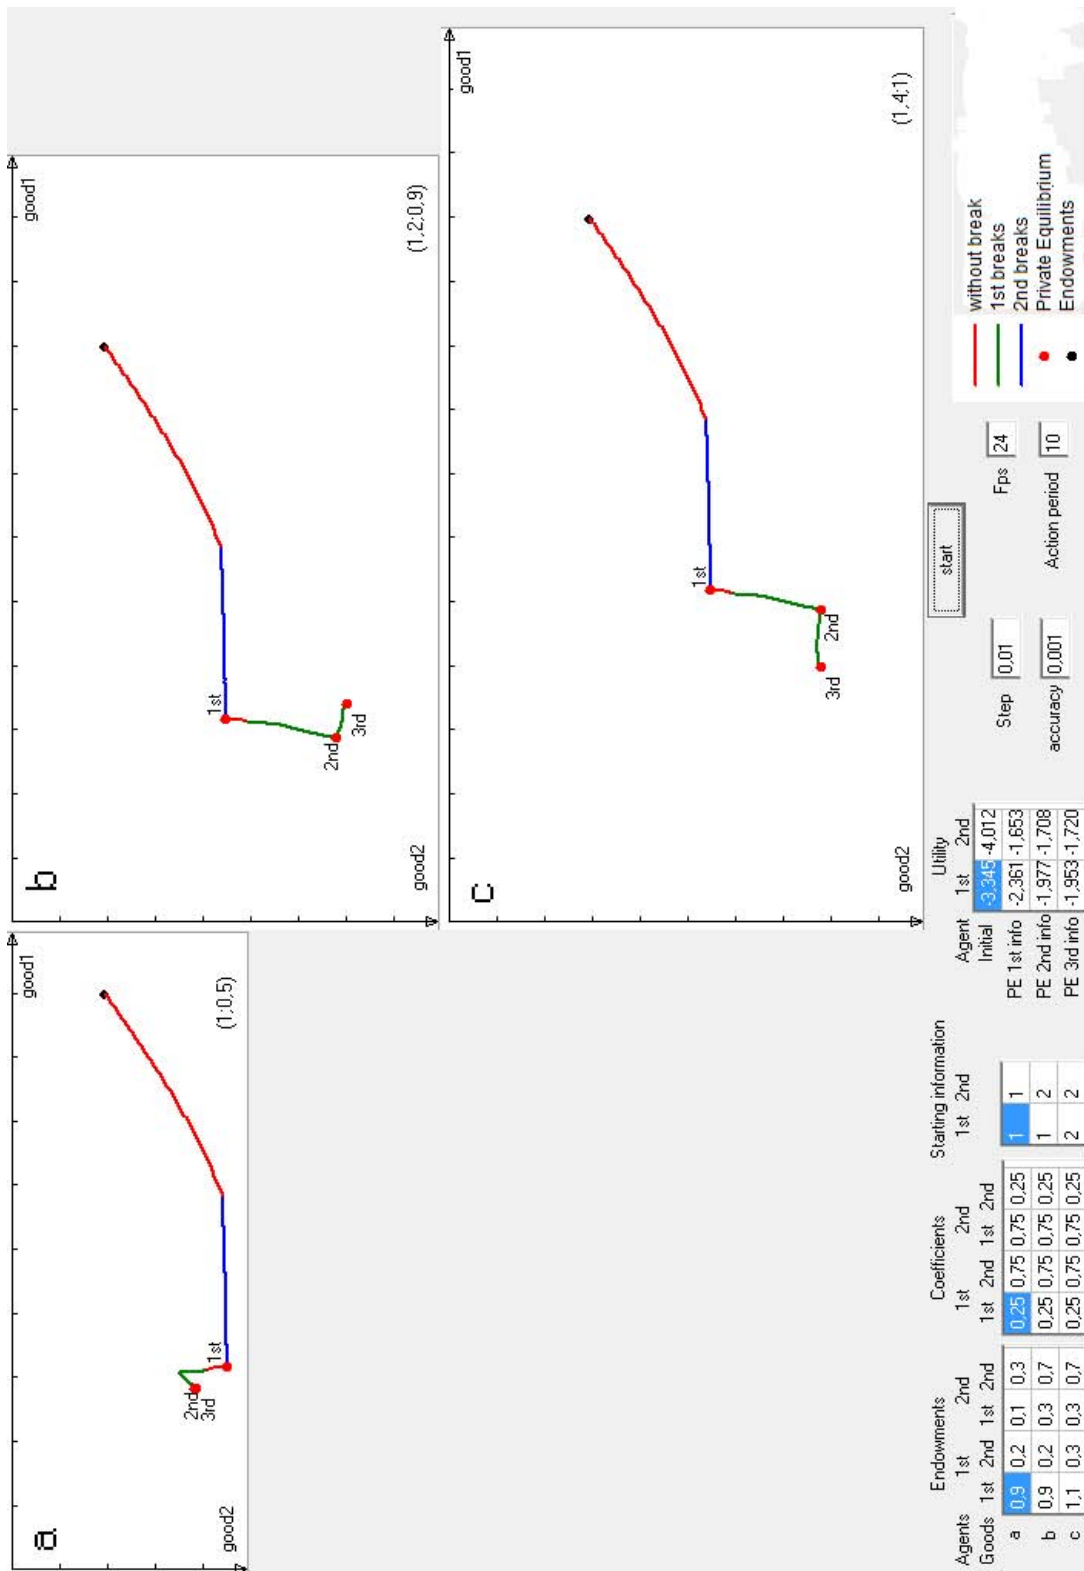 a
good1
good2
1st
2nd
3rd
(1;0,5)
b
good1
good2
1st
2nd
3rd
(1,2;0,9)
c
good1
good2
1st
2nd
3rd
(1,4;1)
Endowments Coefficients Starting information Utility
Agents 1st 2nd 1st 2nd 1st 2nd Agent 1st 2nd
Goods 1st 2nd 1st 2nd 1st 2nd 1st 2nd Initial -3,345 -4,012
a 0,9 0,2 0,1 0,3 0,25 0,75 0,75 0,25 1 1 PE 1st info -2,361 -1,653
b 0,9 0,2 0,3 0,7 0,25 0,75 0,75 0,25 1 2 PE 2nd info -1,977 -1,708
c 1,1 0,3 0,3 0,7 0,25 0,75 0,75 0,25 2 2 PE 3rd info -1,953 -1,720
start
Step 0,01 Fps 24
accuracy 0,001 Action period 10
without break
1st breaks
2nd breaks
Private Equilibrium
Endowments